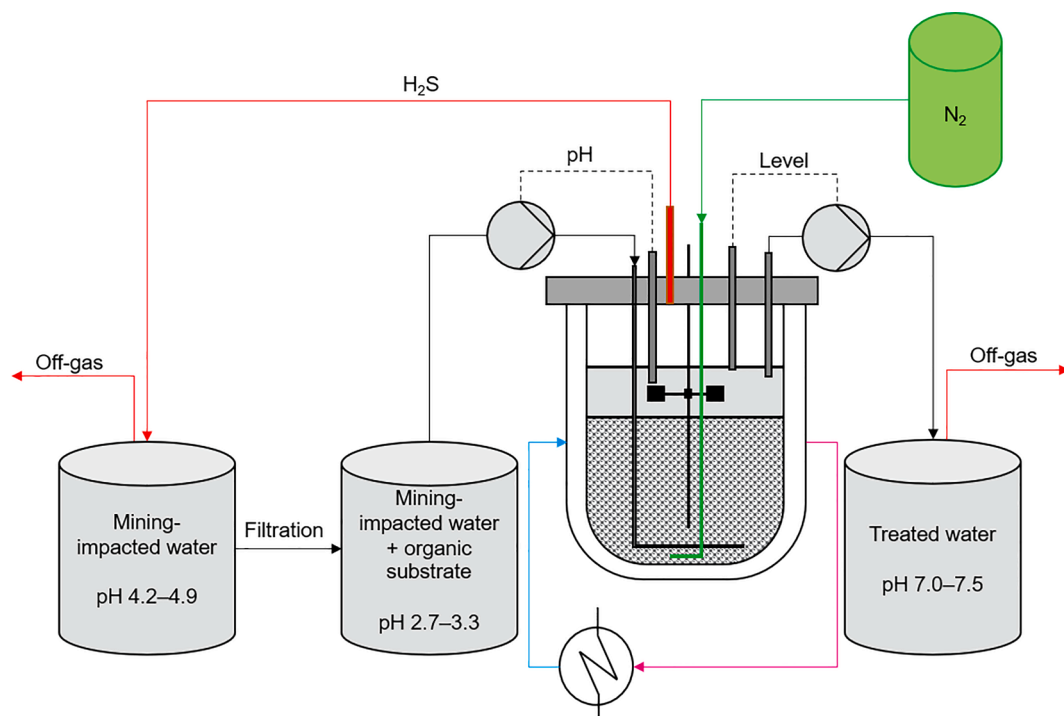 H₂S
N₂
pH
Level
Off-gas
Off-gas
Mining-
impacted water
pH 4.2–4.9
Filtration
Mining-
impacted water
+ organic
substrate
pH 2.7–3.3
Treated water
pH 7.0–7.5